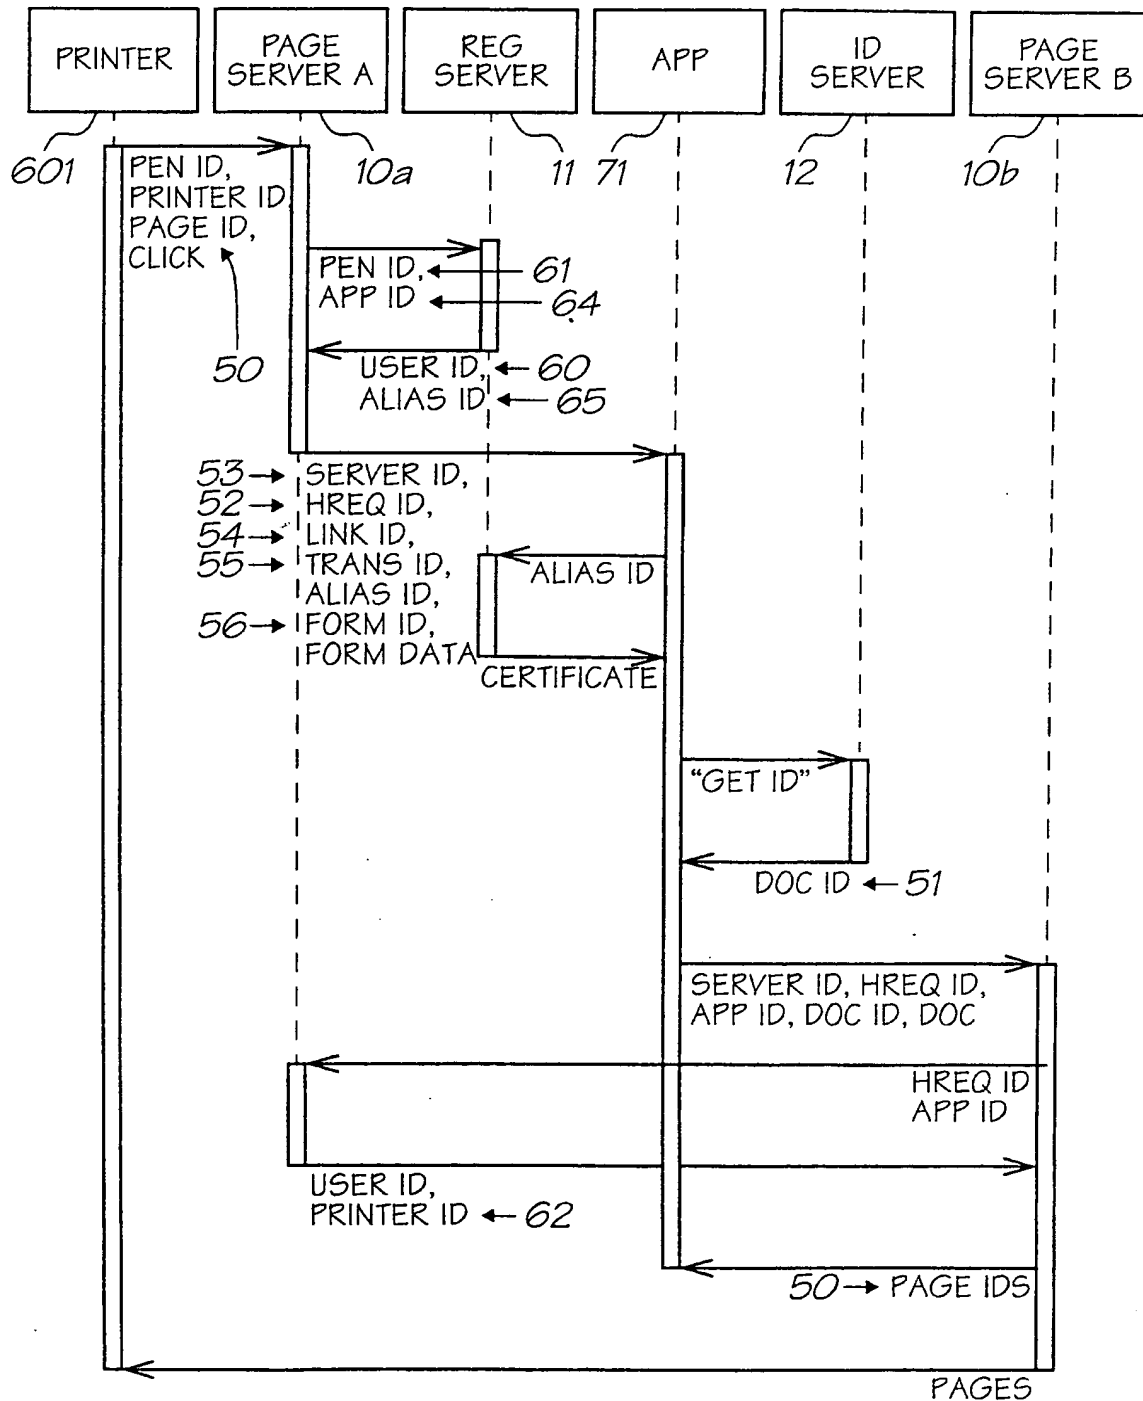 PRINTER
PAGE
SERVER A
REG
SERVER
APP
ID
SERVER
PAGE
SERVER B
601
10a
11
71
12
10b
PEN ID,
PRINTER ID
PAGE ID,
CLICK
50
PEN ID, 61
APP ID 64
USER ID, 60
ALIAS ID 65
53 SERVER ID,
52 HREQ ID,
54 LINK ID,
55 TRANS ID,
ALIAS ID,
56 FORM ID,
FORM DATA
ALIAS ID
CERTIFICATE
“GET ID”
DOC ID 51
SERVER ID, HREQ ID,
APP ID, DOC ID, DOC
HREQ ID
APP ID
USER ID,
PRINTER ID 62
50 PAGE IDS
PAGES